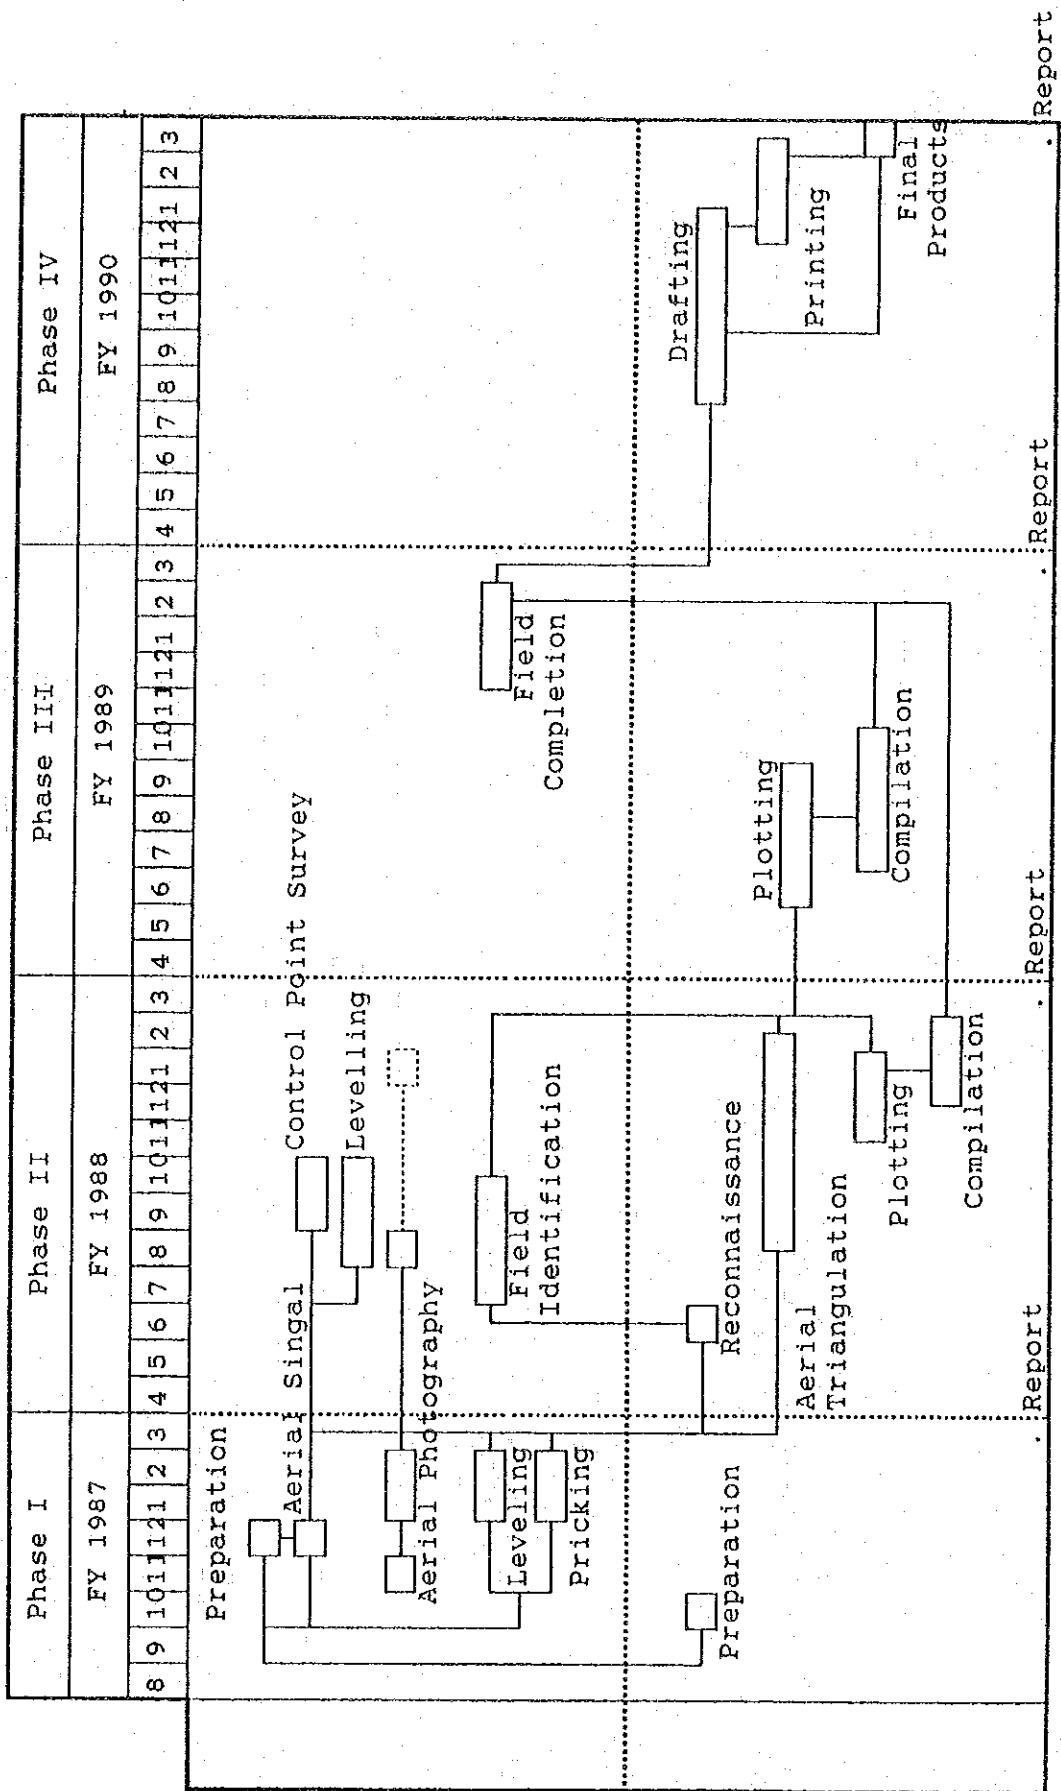 Phase I
Phase II
Phase III
Phase IV
FY 1987
FY 1988
FY 1989
FY 1990
8 9 10 11 12 1 2 3 4 5 6 7 8 9 10 11 12 1 2 3 4 5 6 7 8 9 10 11 12 1 2 3 4 5 6 7 8 9 10 11 12 1 2 3
Preparation
Aerial Singal
Control Point Survey
Levelling
Aerial Photography
Leveling
Pricking
Field
Identification
Field
Completion
Preparation
Reconnaissance
Aerial
Triangulation
Plotting
Compilation
Plotting
Compilation
Drafting
Printing
Final
Products
. Report
. Report
. Report
. Report